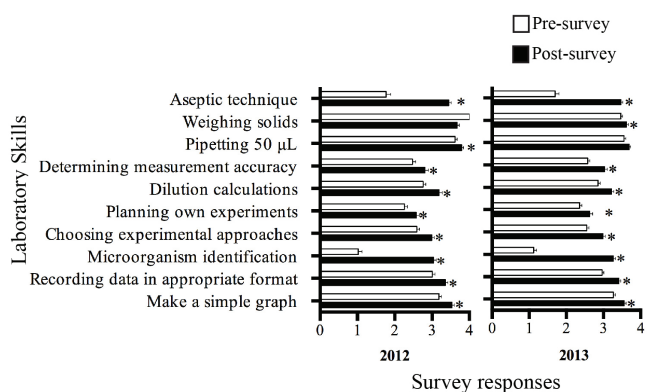 Pre-survey
Post-survey
Laboratory Skills
Aseptic technique
Weighing solids
Pipetting 50 µL
Determining measurement accuracy
Dilution calculations
Planning own experiments
Choosing experimental approaches
Microorganism identification
Recording data in appropriate format
Make a simple graph
* *
*
*
* *
* *
* *
* *
* *
* *
* *
0 1 2 3 4 0 1 2 3 4
2012 2013
Survey responses